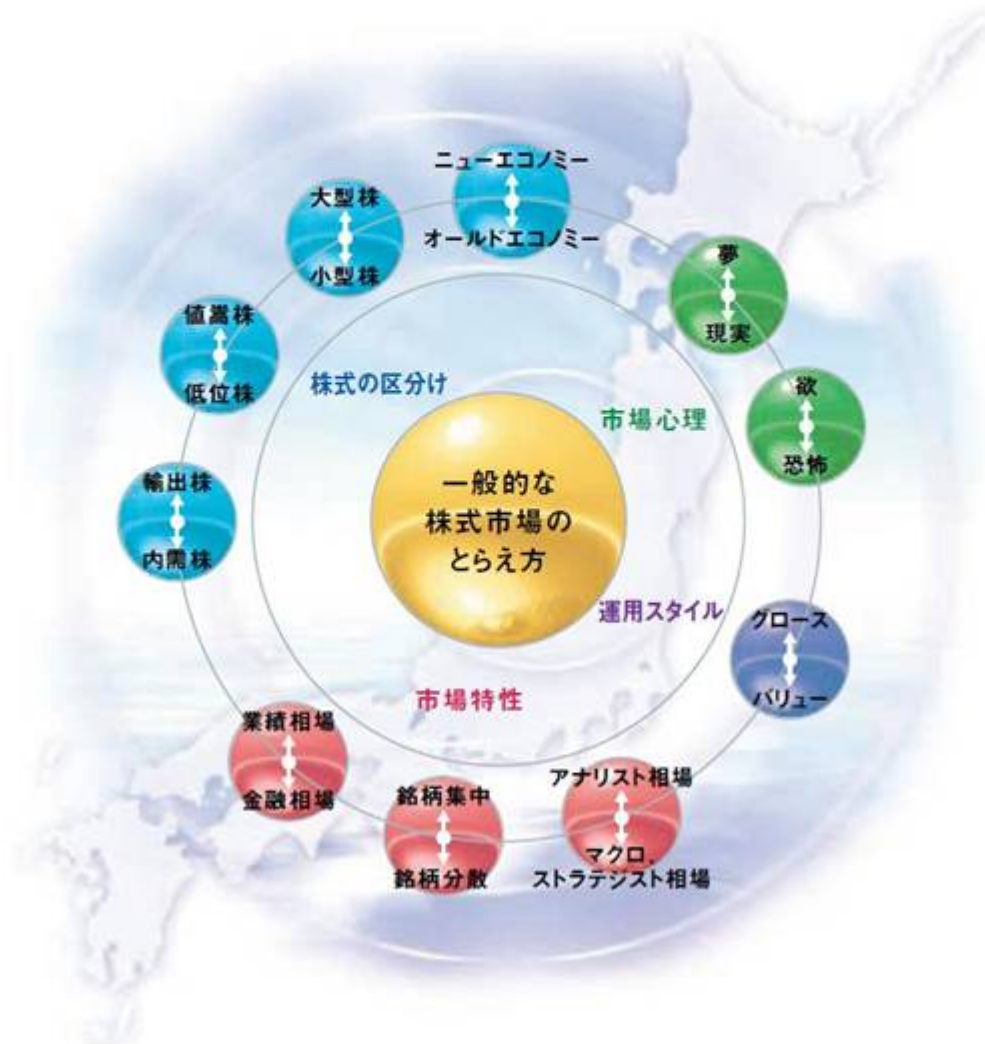 ニューエコノミー
オールドエコノミー
大型株
小型株
値嵩株
低位株
輸出株
内需株
夢
現実
欲
恐怖
株式の区分け
市場心理
一般的な
株式市場の
とらえ方
運用スタイル
市場特性
グロース
バリュー
業績相場
金融相場
銘柄集中
銘柄分散
アナリスト相場
マクロ、
ストラテジスト相場